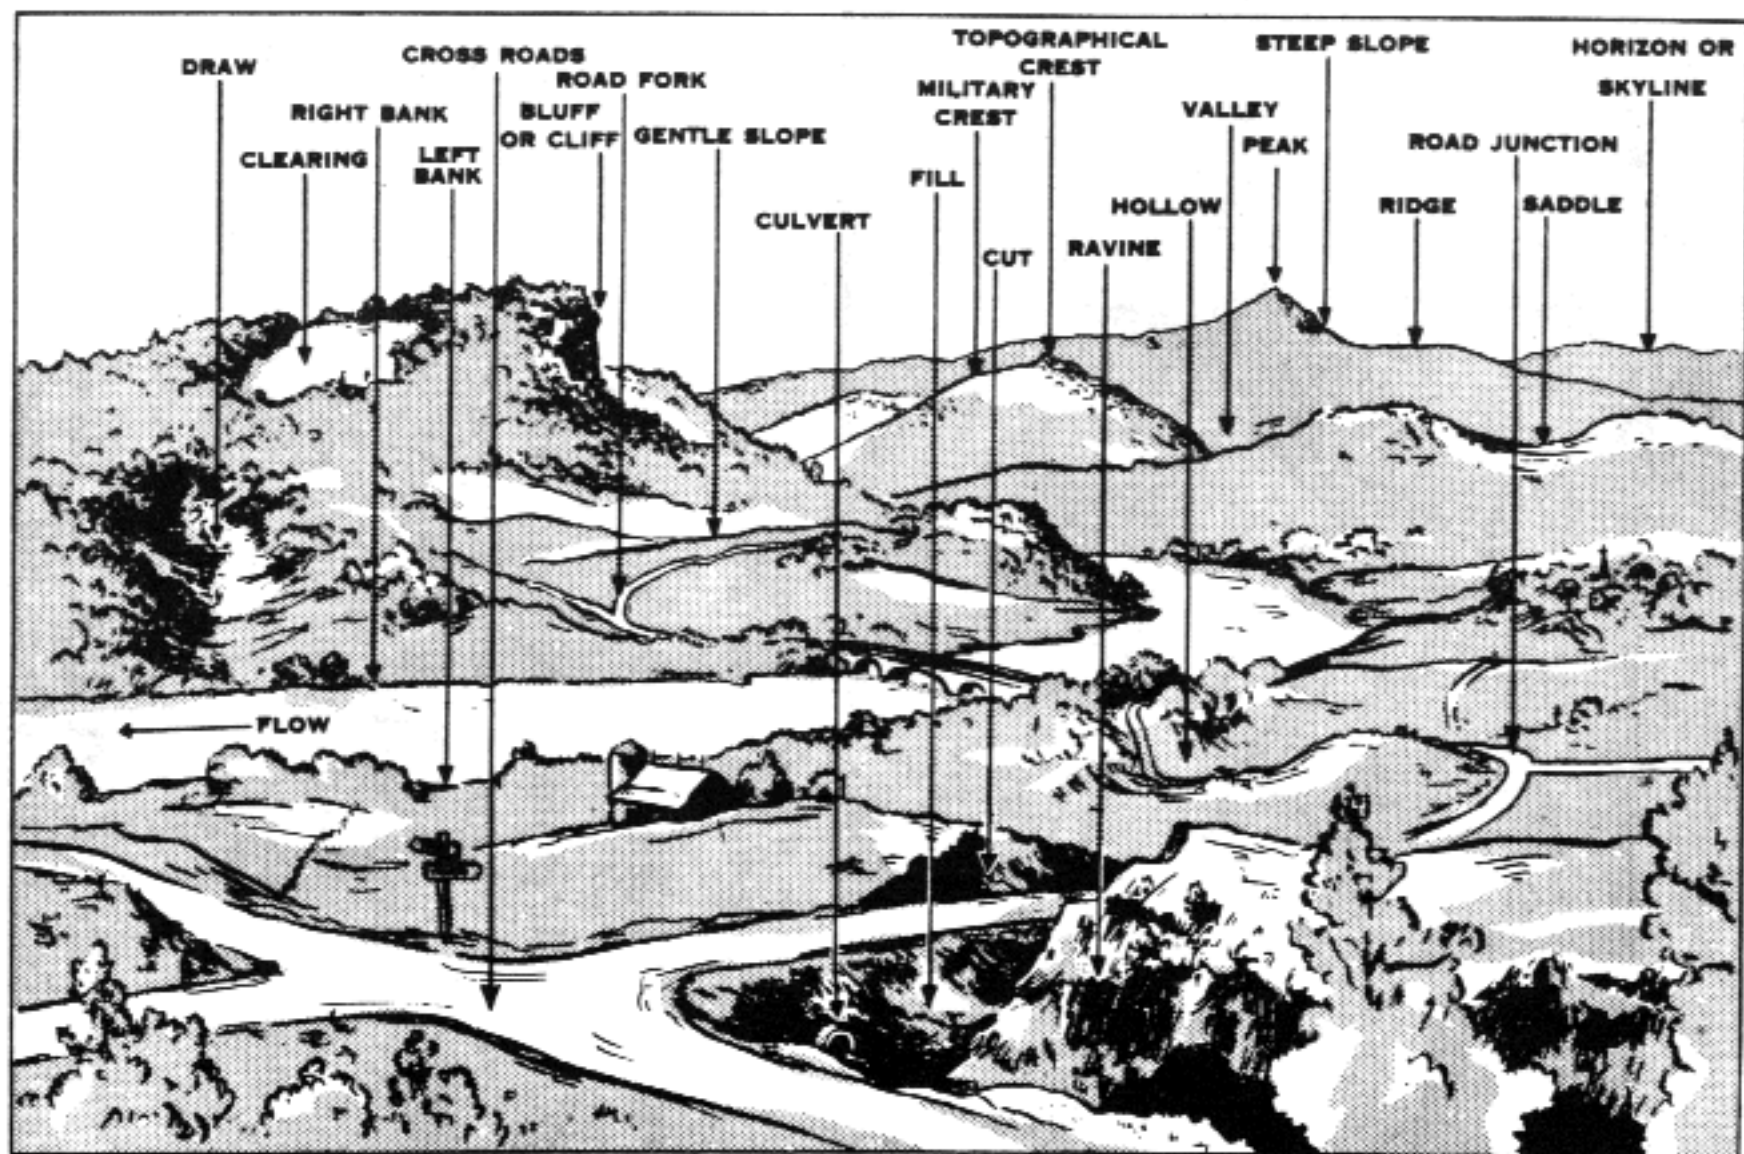 DRAW
CROSS ROADS
ROAD FORK
RIGHT BANK
BLUFF
OR CLIFF
CLEARING
LEFT
BANK
GENTLE SLOPE
TOPOGRAPHICAL
CREST
MILITARY
CREST
STEEP SLOPE
HORIZON OR
SKYLINE
VALLEY
PEAK
ROAD JUNCTION
FILL
CULVERT
HOLLOW
RIDGE
SADDLE
CUT
RAVINE
FLOW